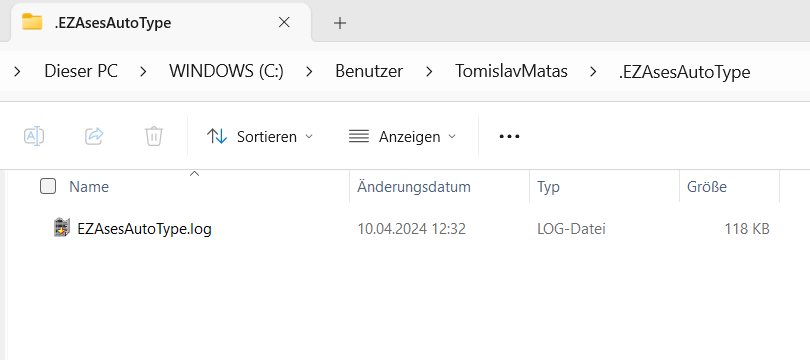 .EZAsesAutoType
Dieser PC WINDOWS (C:) Benutzer TomislavMatas .EZAsesAutoType
Sortieren Anzeigen
Name Änderungsdatum Typ Größe
EZAsesAutoType.log 10.04.2024 12:32 LOG-Datei 118 KB